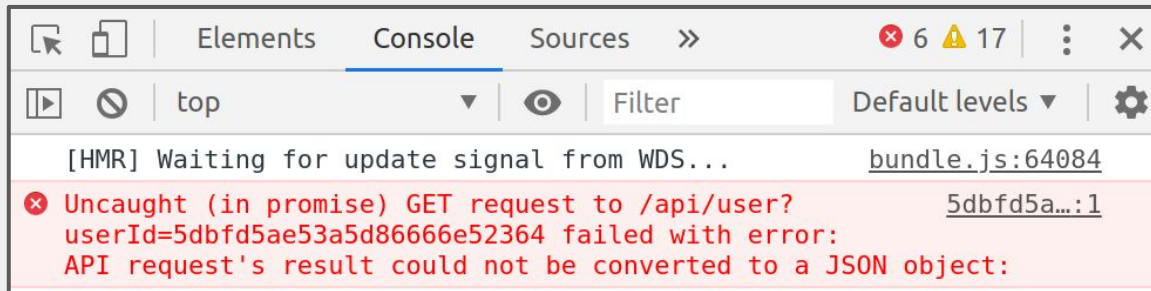 Elements Console Sources » 6 17
top Filter Default levels
[HMR] Waiting for update signal from WDS... bundle.js:64084
Uncaught (in promise) GET request to /api/user? 5dbfd5a…:1
userId=5dbfd5ae53a5d86666e52364 failed with error:
API request's result could not be converted to a JSON object: